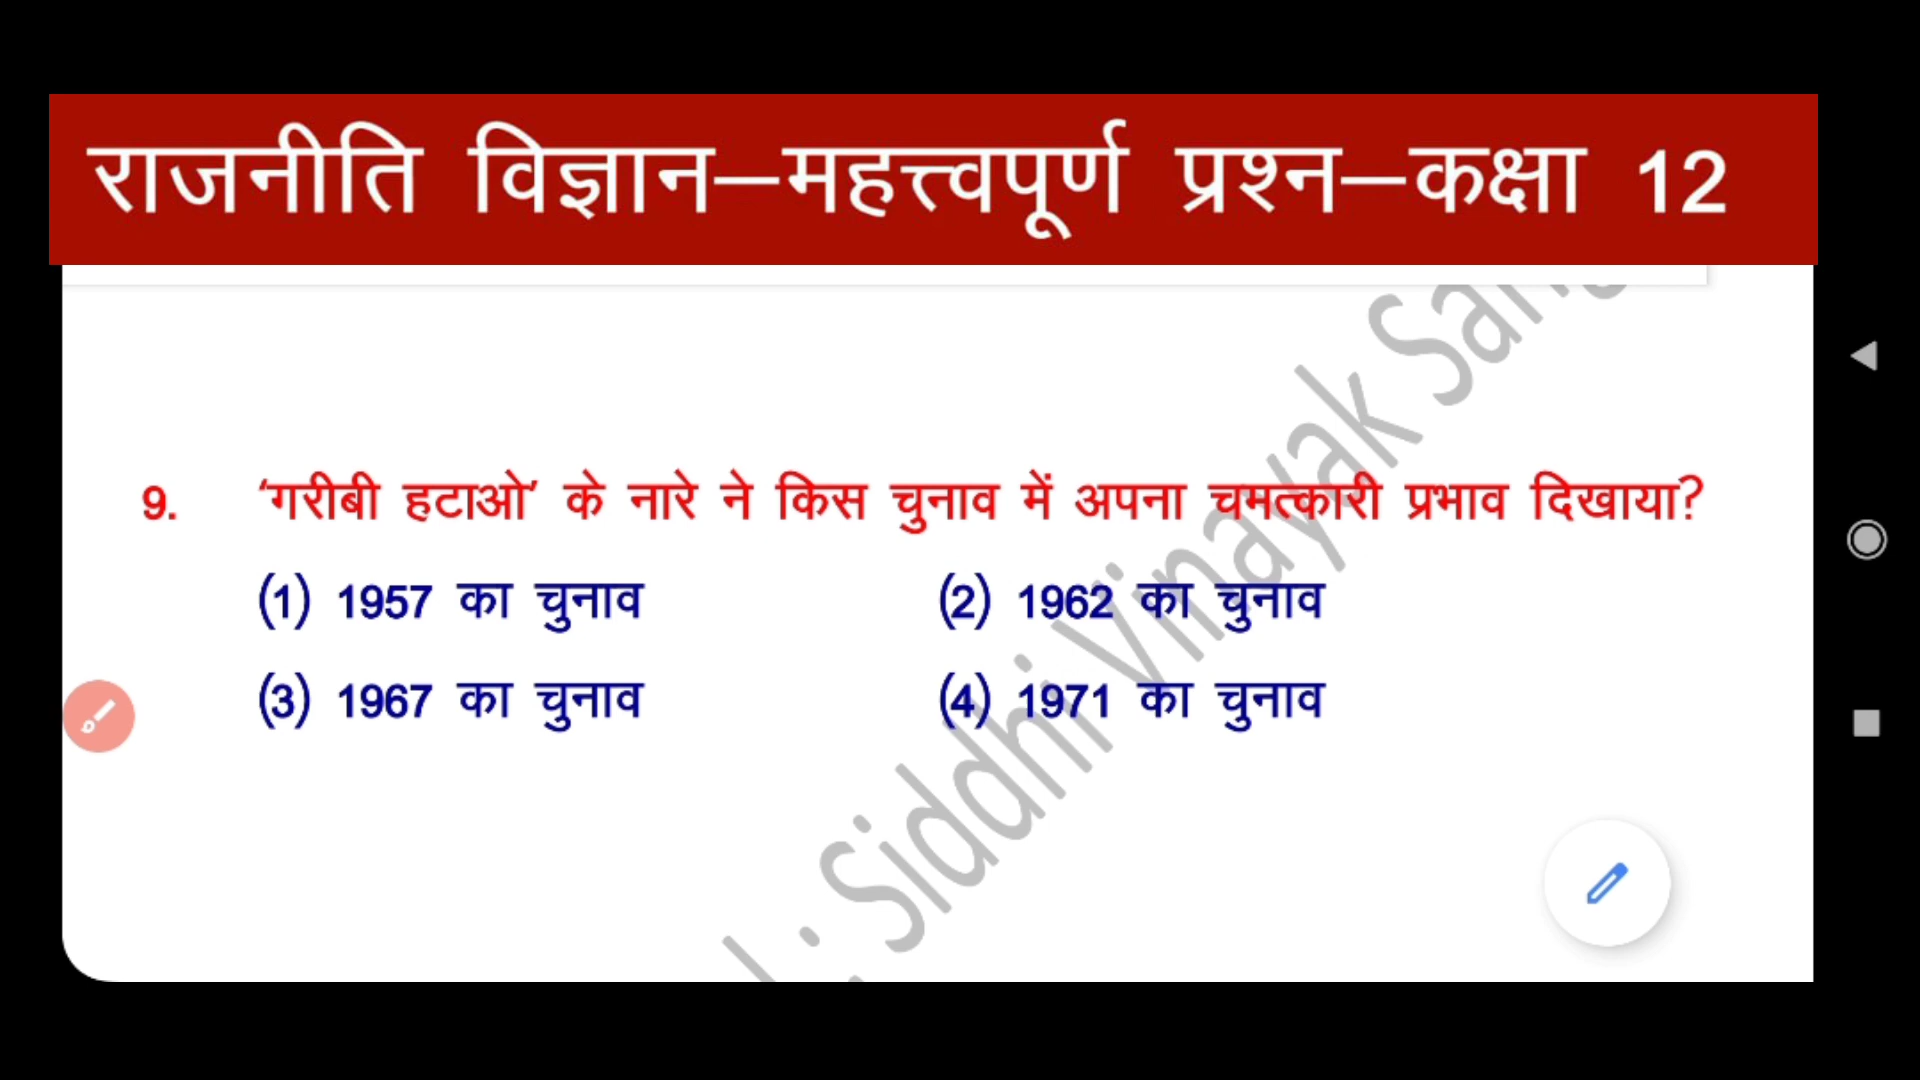 राजनीति विज्ञान–महत्त्वपूर्ण प्रश्न–कक्षा 12
9. ‘गरीबी हटाओ’ के नारे ने किस चुनाव में अपना चमत्कारी प्रभाव दिखाया?
(1) 1957 का चुनाव (2) 1962 का चुनाव
(3) 1967 का चुनाव (4) 1971 का चुनाव
: Siddhi Vinayak